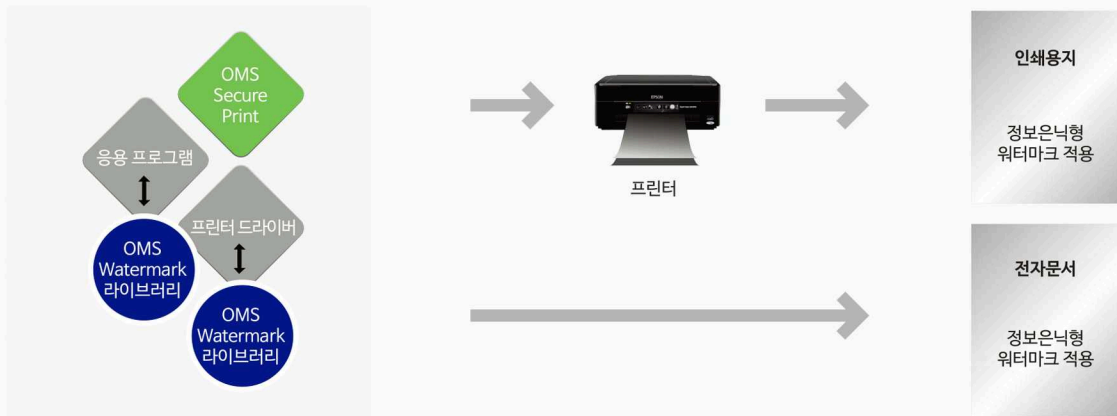 OMS
Secure
Print
응용 프로그램
프린터 드라이버
OMS
Watermark
라이브러리
OMS
Watermark
라이브러리
EPSON
프린터
인쇄용지
정보은닉형
워터마크 적용
전자문서
정보은닉형
워터마크 적용